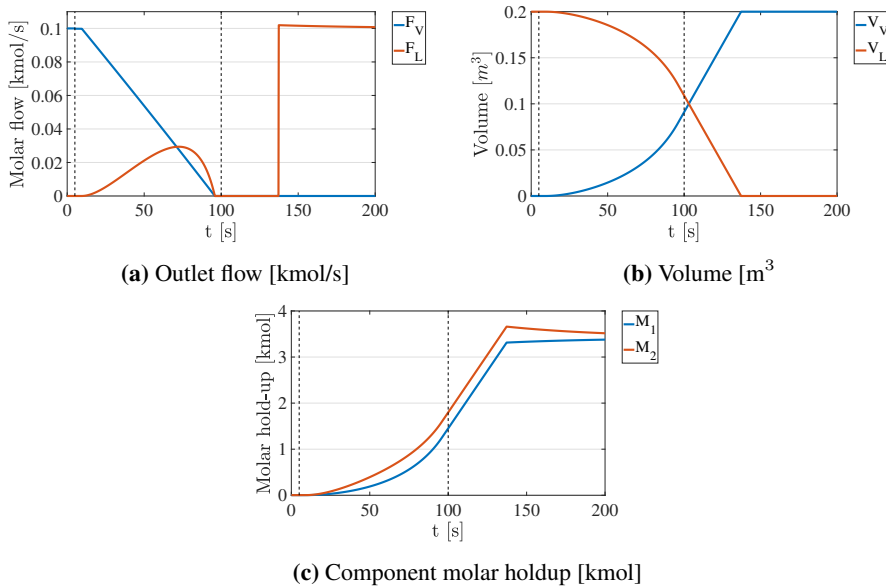 0.1
0.08
0.06
0.04
0.02
0
Molar flow [kmol/s]
0 50 100 150 200
t [s]
F_V
F_L
(a) Outlet flow [kmol/s]
0.2
0.15
0.1
0.05
0
Volume [m³]
0 50 100 150 200
t [s]
V_V
V_L
(b) Volume [m³
4
3
2
1
0
Molar hold-up [kmol]
0 50 100 150 200
t [s]
M_1
M_2
(c) Component molar holdup [kmol]